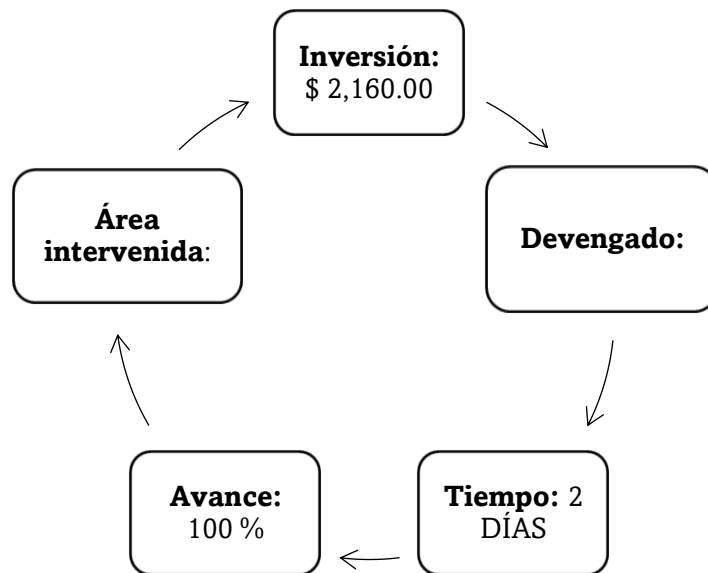 Inversión:
$ 2,160.00
Devengado:
Tiempo: 2
DÍAS
Avance:
100 %
Área
intervenida: